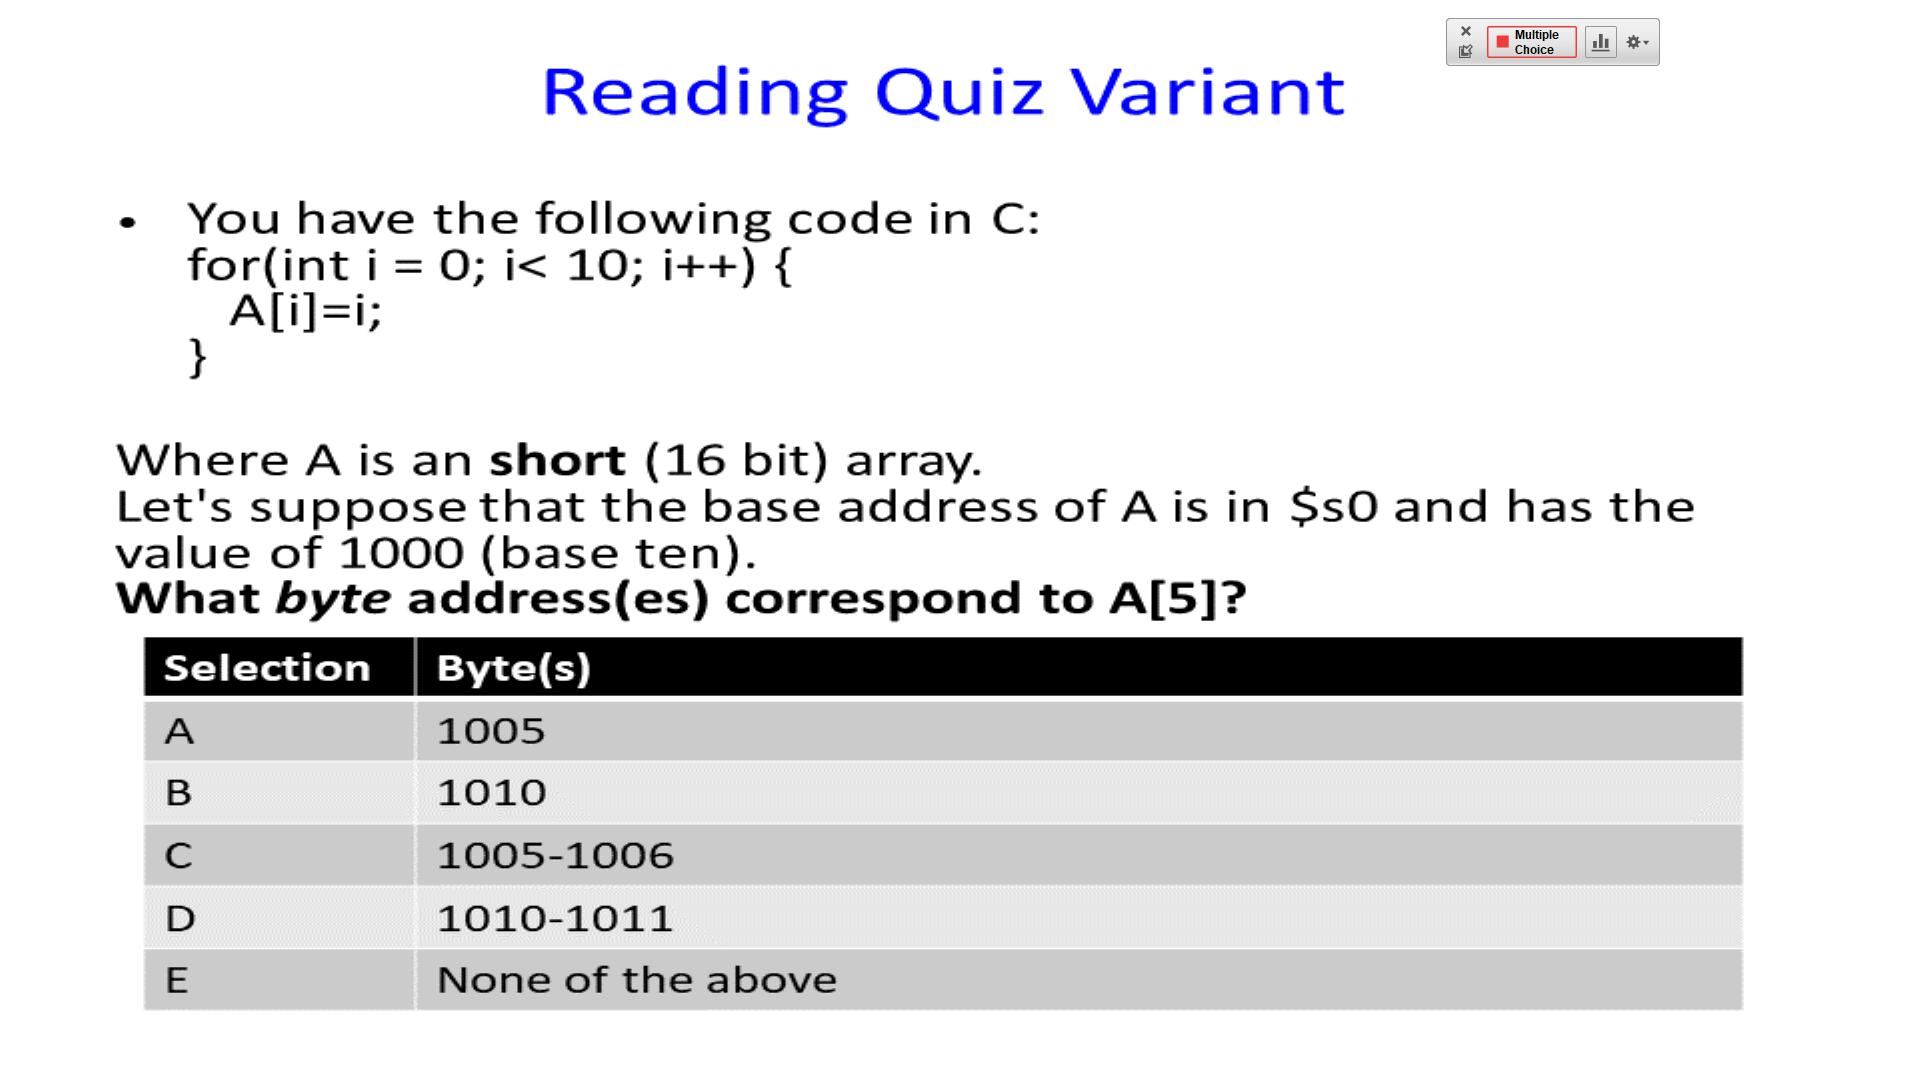 Multiple
Choice
Reading Quiz Variant
• You have the following code in C:
for(int i = 0; i< 10; i++) {
A[i]=i;
}
Where A is an short (16 bit) array.
Let's suppose that the base address of A is in $s0 and has the
value of 1000 (base ten).
What byte address(es) correspond to A[5]?
Selection Byte(s)
A 1005
B 1010
C 1005-1006
D 1010-1011
E None of the above